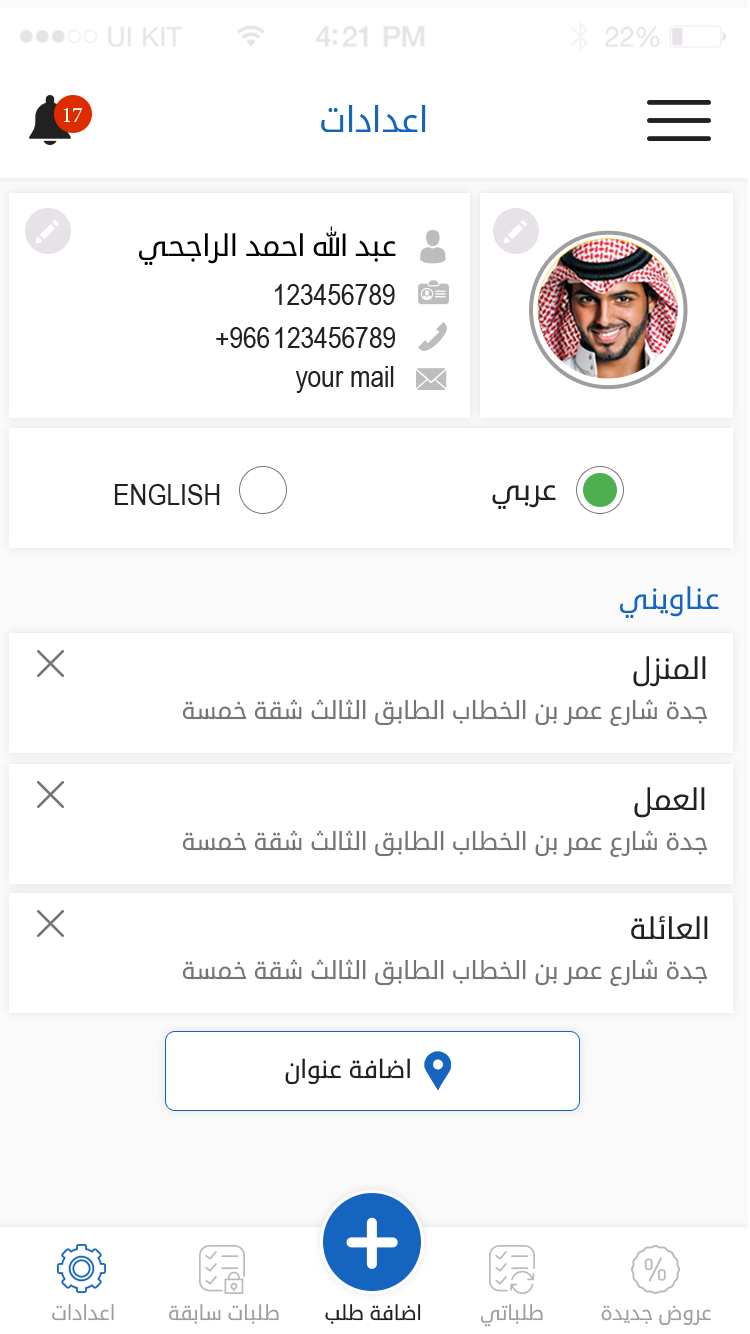 UI KIT 4:21 PM 22%
اعدادات
17
عبد الله احمد الراجحي
123456789
+966 123456789
your mail
عربي
ENGLISH
عناويني
المنزل
جدة شارع عمر بن الخطاب الطابق الثالث شقة خمسة
العمل
جدة شارع عمر بن الخطاب الطابق الثالث شقة خمسة
العائلة
جدة شارع عمر بن الخطاب الطابق الثالث شقة خمسة
اضافة عنوان
عروض جديدة
طلباتي
اضافة طلب
طلبات سابقة
اعدادات